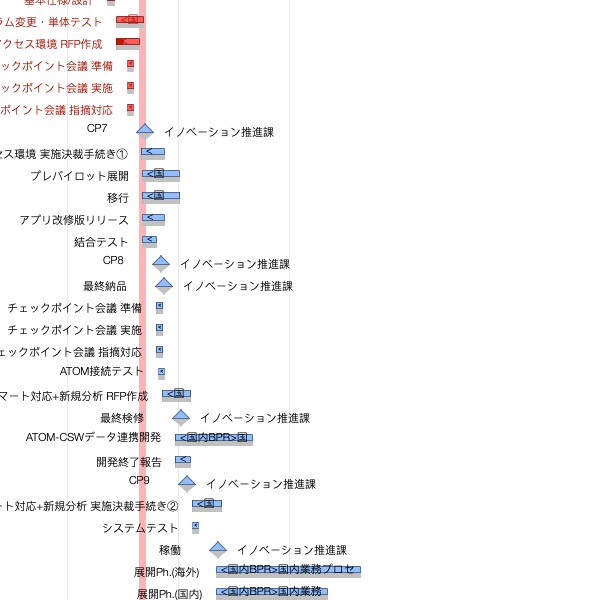 基本仕様/設計
ラム変更・単体テスト <国
アクセス環境 RFP作成
ックポイント会議 準備
ックポイント会議 実施
ポイント会議 指摘対応
CP7 イノベーション推進課
セス環境 実施決裁手続き① <
プレパイロット展開 <国
移行 <国
アプリ改修版リリース <
結合テスト <
CP8 イノベーション推進課
最終納品 イノベーション推進課
チェックポイント会議 準備 <
チェックポイント会議 実施 <
ェックポイント会議 指摘対応 <
ATOM接続テスト <
マート対応+新規分析 RFP作成 <国
最終検修 イノベーション推進課
ATOM-CSWデータ連携開発 <国内BPR>国
開発終了報告 <
CP9 イノベーション推進課
ート対応+新規分析 実施決裁手続き② <国
システムテスト <
稼働 イノベーション推進課
展開Ph.(海外) <国内BPR>国内業務プロセ
展開Ph.(国内) <国内BPR>国内業務